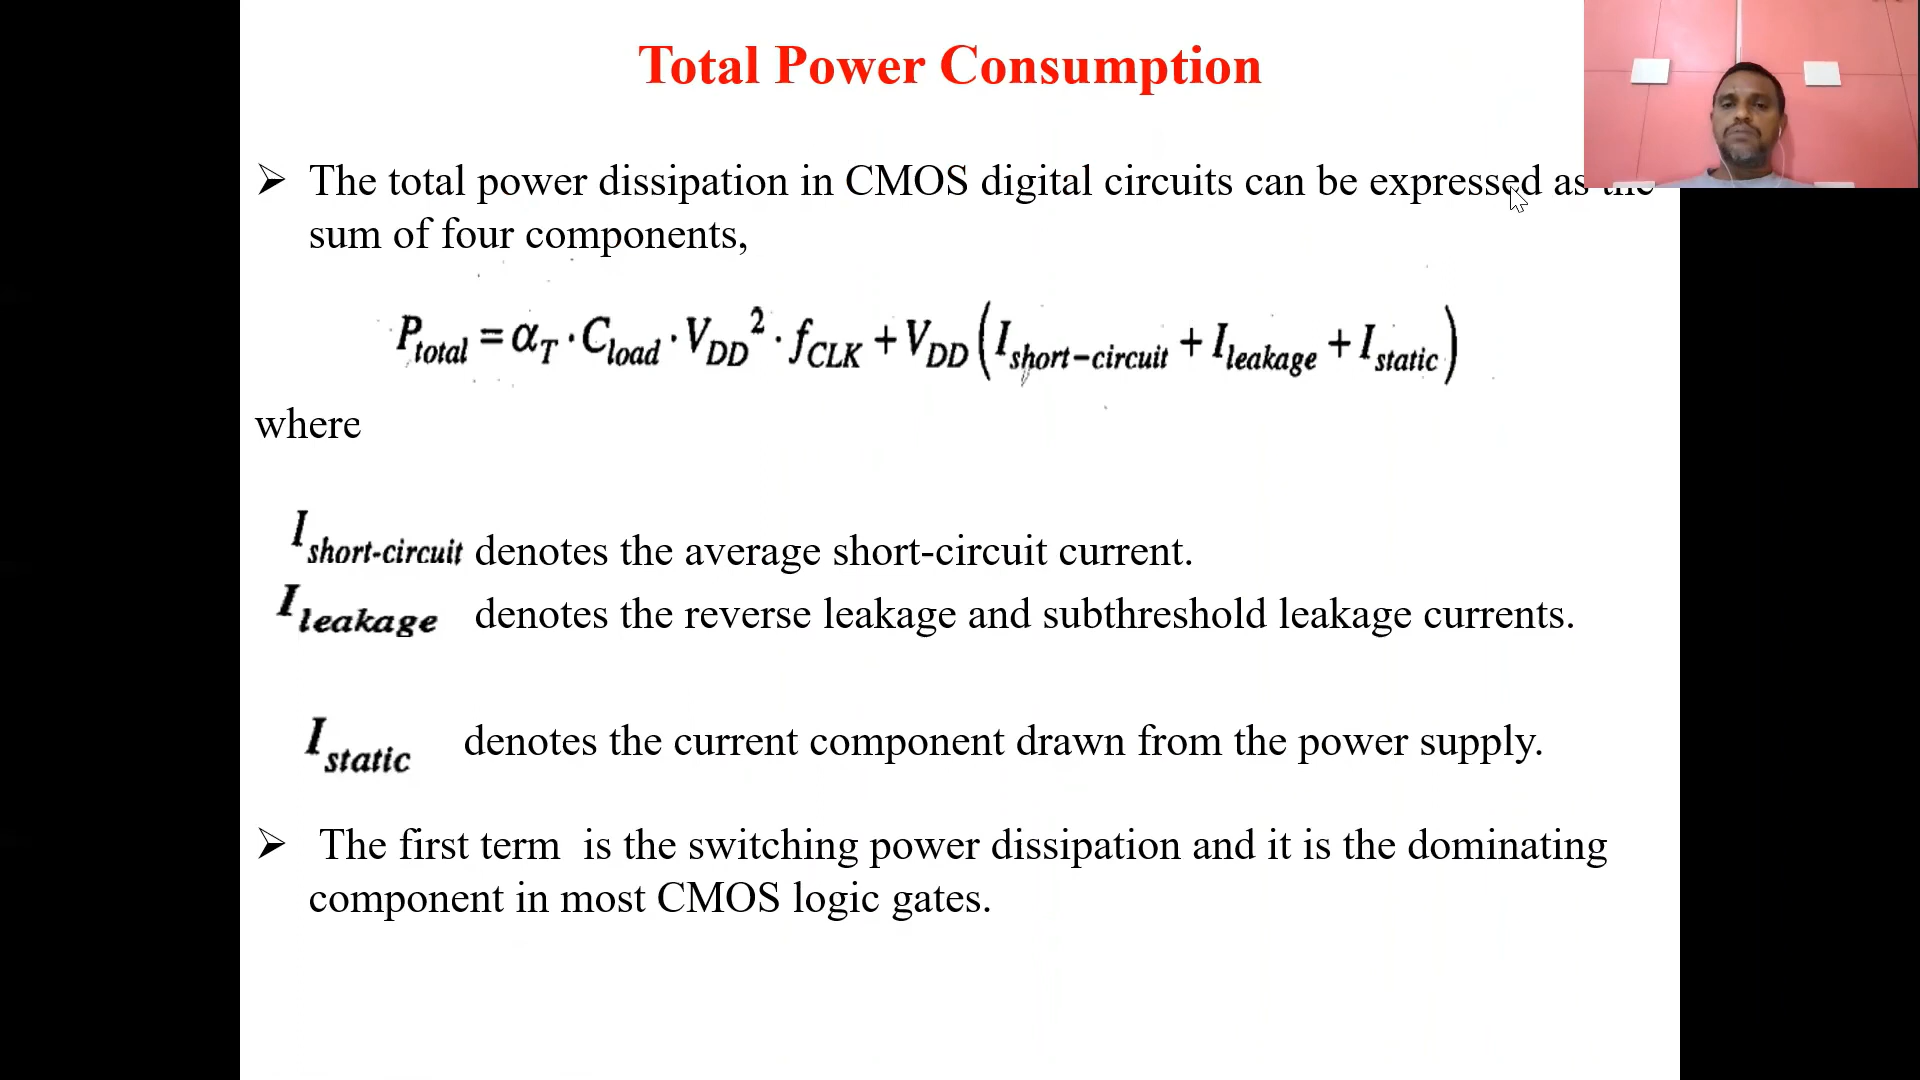 Total Power Consumption
➢ The total power dissipation in CMOS digital circuits can be expressed as the
sum of four components,
P_total = α_T · C_load · V_DD² · f_CLK + V_DD (I_short-circuit + I_leakage + I_static)
where
I_short-circuit denotes the average short-circuit current.
I_leakage denotes the reverse leakage and subthreshold leakage currents.
I_static denotes the current component drawn from the power supply.
➢ The first term is the switching power dissipation and it is the dominating
component in most CMOS logic gates.